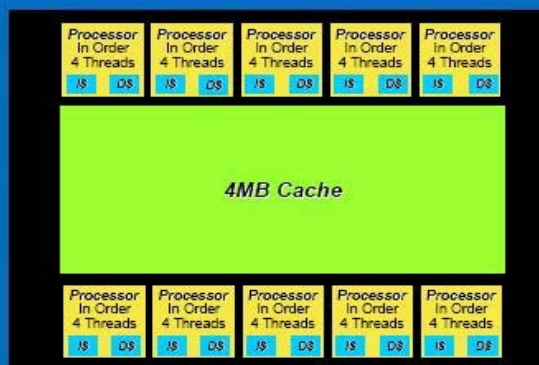 Processor Processor Processor Processor Processor
In Order In Order In Order In Order In Order
4 Threads 4 Threads 4 Threads 4 Threads 4 Threads
I$ D$ I$ D$ I$ D$ I$ D$ I$ D$
4MB Cache
Processor Processor Processor Processor Processor
In Order In Order In Order In Order In Order
4 Threads 4 Threads 4 Threads 4 Threads 4 Threads
I$ D$ I$ D$ I$ D$ I$ D$ I$ D$